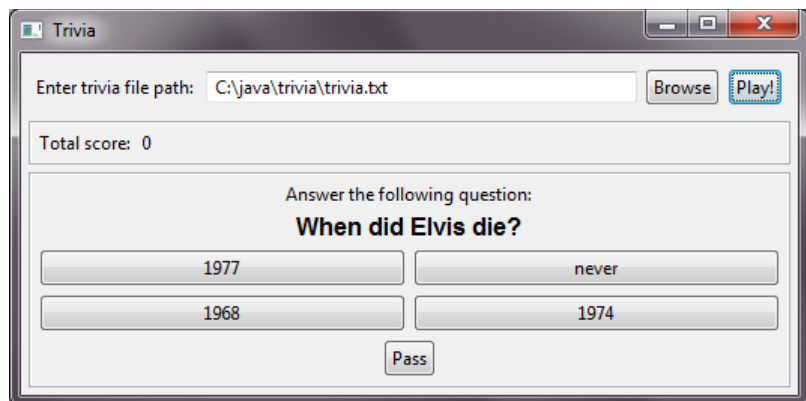 Trivia
Enter trivia file path: C:\java\trivia\trivia.txt Browse Play!
Total score: 0
Answer the following question:
When did Elvis die?
1977 never
1968 1974
Pass